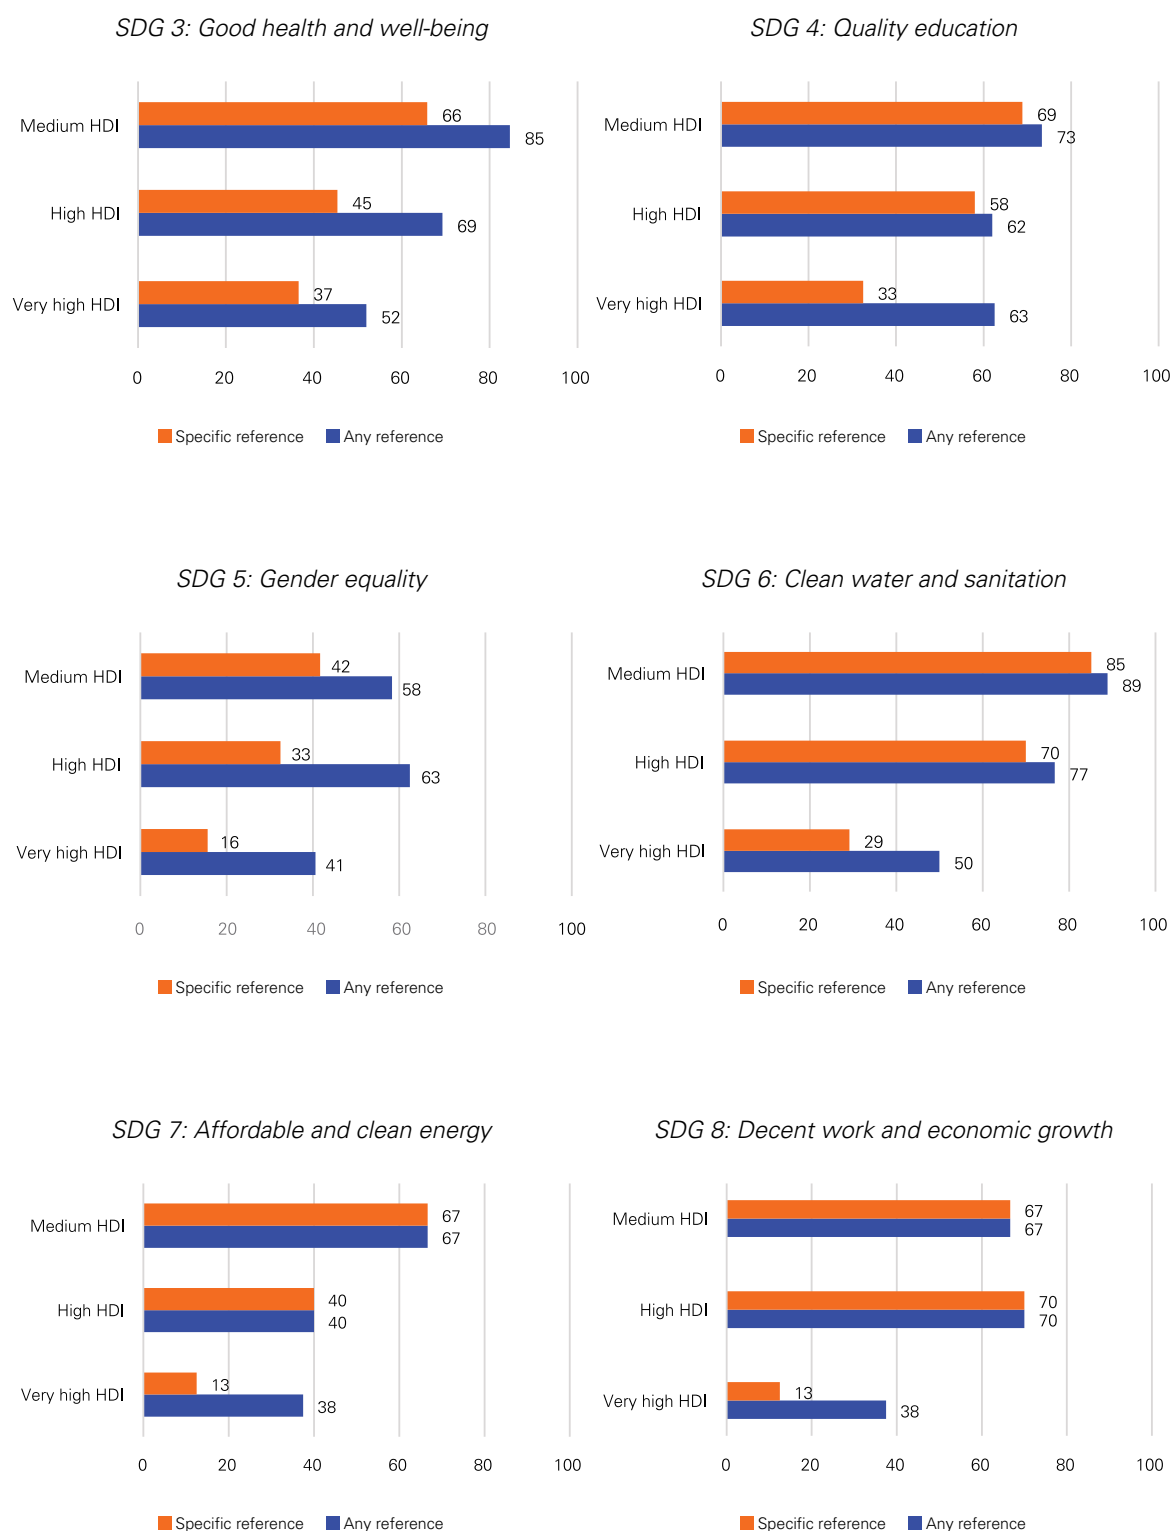 SDG 3: Good health and well-being
Medium HDI
66
85
High HDI
45
69
Very high HDI
37
52
0 20 40 60 80 100
Specific reference Any reference
SDG 4: Quality education
Medium HDI
69
73
High HDI
58
62
Very high HDI
33
63
0 20 40 60 80 100
Specific reference Any reference
SDG 5: Gender equality
Medium HDI
42
58
High HDI
33
63
Very high HDI
16
41
0 20 40 60 80 100
Specific reference Any reference
SDG 6: Clean water and sanitation
Medium HDI
85
89
High HDI
70
77
Very high HDI
29
50
0 20 40 60 80 100
Specific reference Any reference
SDG 7: Affordable and clean energy
Medium HDI
67
67
High HDI
40
40
Very high HDI
13
38
0 20 40 60 80 100
Specific reference Any reference
SDG 8: Decent work and economic growth
Medium HDI
67
67
High HDI
70
70
Very high HDI
13
38
0 20 40 60 80 100
Specific reference Any reference